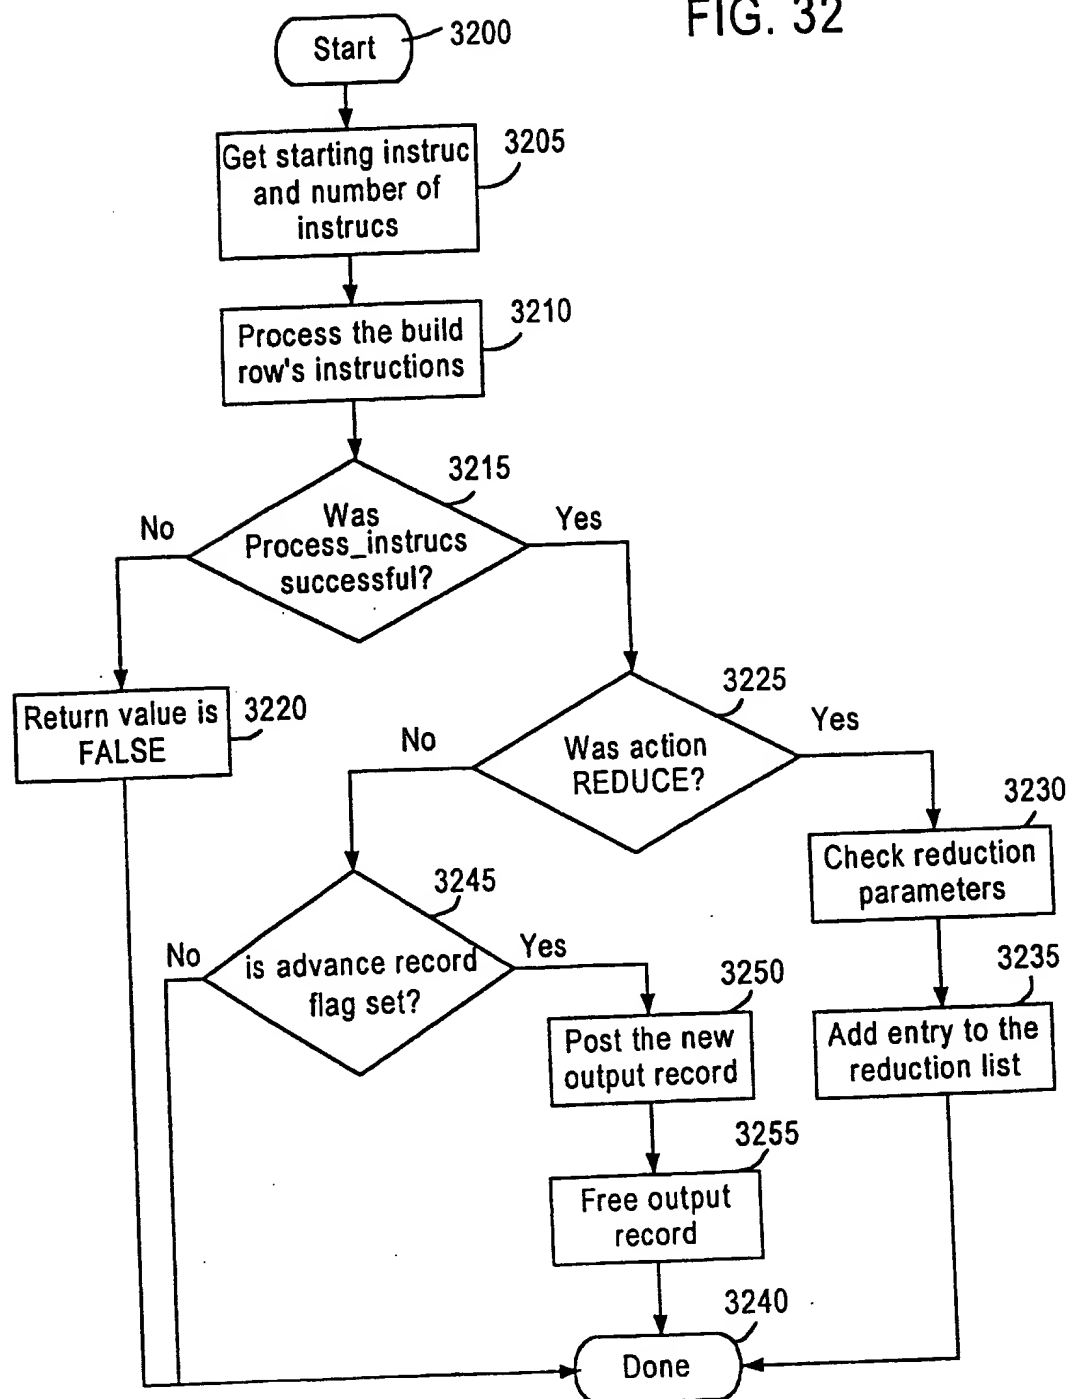 FIG. 32
Start
3200
Get starting instruc
and number of
instrucs
3205
Process the build
row's instructions
3210
Was
Process_instrucs
successful?
3215
No
Yes
Return value is
FALSE
3220
Was action
REDUCE?
3225
No
Yes
Check reduction
parameters
3230
is advance record
flag set?
3245
No
Yes
Add entry to the
reduction list
3235
Post the new
output record
3250
Free output
record
3255
Done
3240